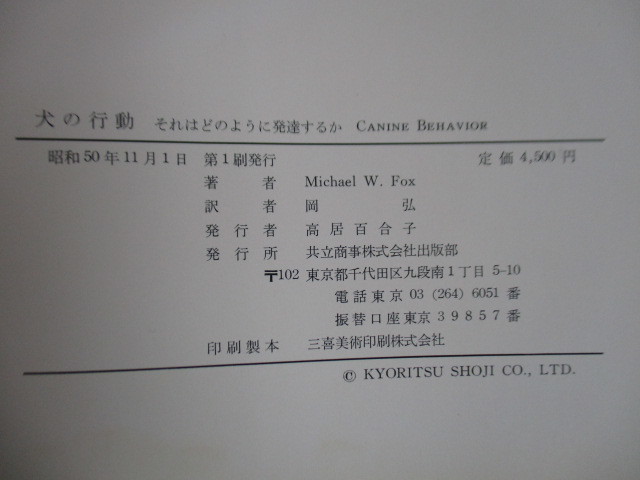 犬の行動 それはどのように発達するか CANINE BEHAVIOR
昭和50年11月1日 第1刷発行 定価 4,500円
著者 Michael W. Fox
訳者 岡弘
発行者 高居百合子
発行所 共立商事株式会社出版部
〒102 東京都千代田区九段南1丁目 5-10
電話東京 03 (264) 6051 番
振替口座東京 39857番
印刷製本 三喜美術印刷株式会社
© KYORITSU SHOJI CO., LTD.